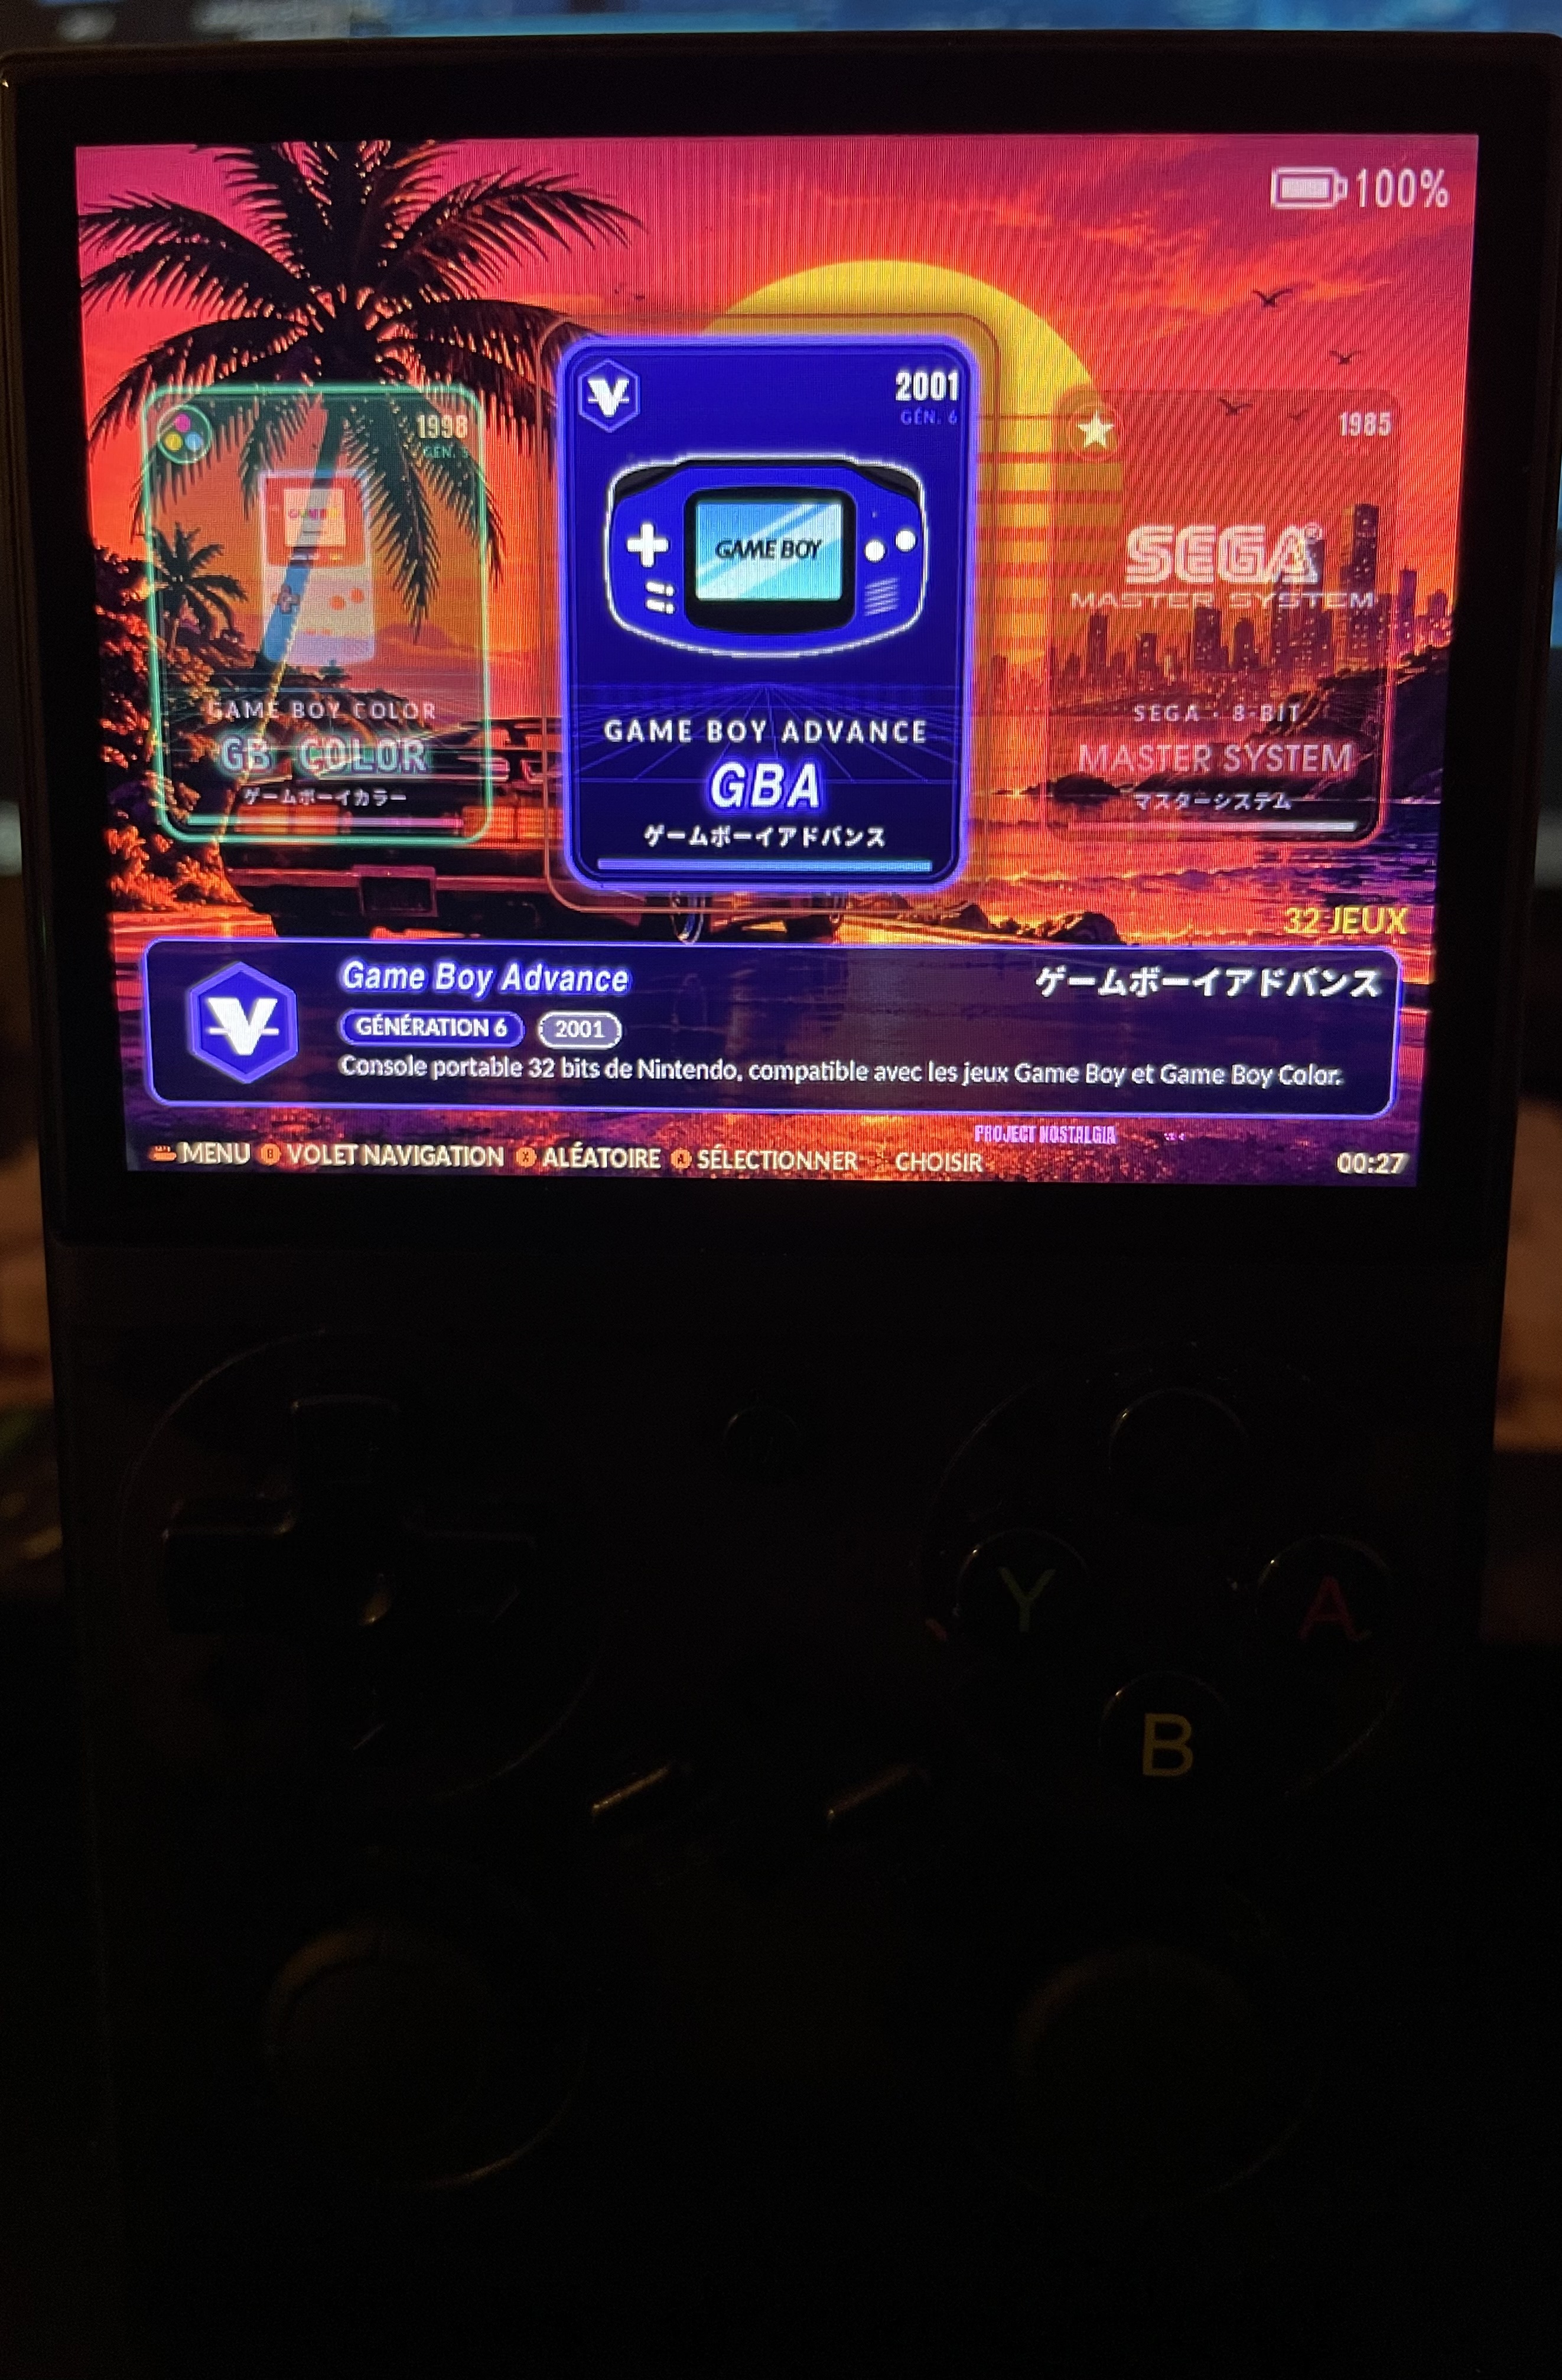 100%
1998
GÉN. 5
GAME BOY COLOR
GB COLOR
ゲームボーイカラー
2001
GÉN. 6
GAME BOY
GAME BOY ADVANCE
GBA
ゲームボーイアドバンス
1985
SEGA®
MASTER SYSTEM
SEGA · 8-BIT
MASTER SYSTEM
マスターシステム
32 JEUX
Game Boy Advance
ゲームボーイアドバンス
GÉNÉRATION 6 2001
Console portable 32 bits de Nintendo, compatible avec les jeux Game Boy et Game Boy Color.
PROJECT NOSTALGIA
MENU B VOLET NAVIGATION X ALÉATOIRE A SÉLECTIONNER CHOISIR
00:27
Y
A
B